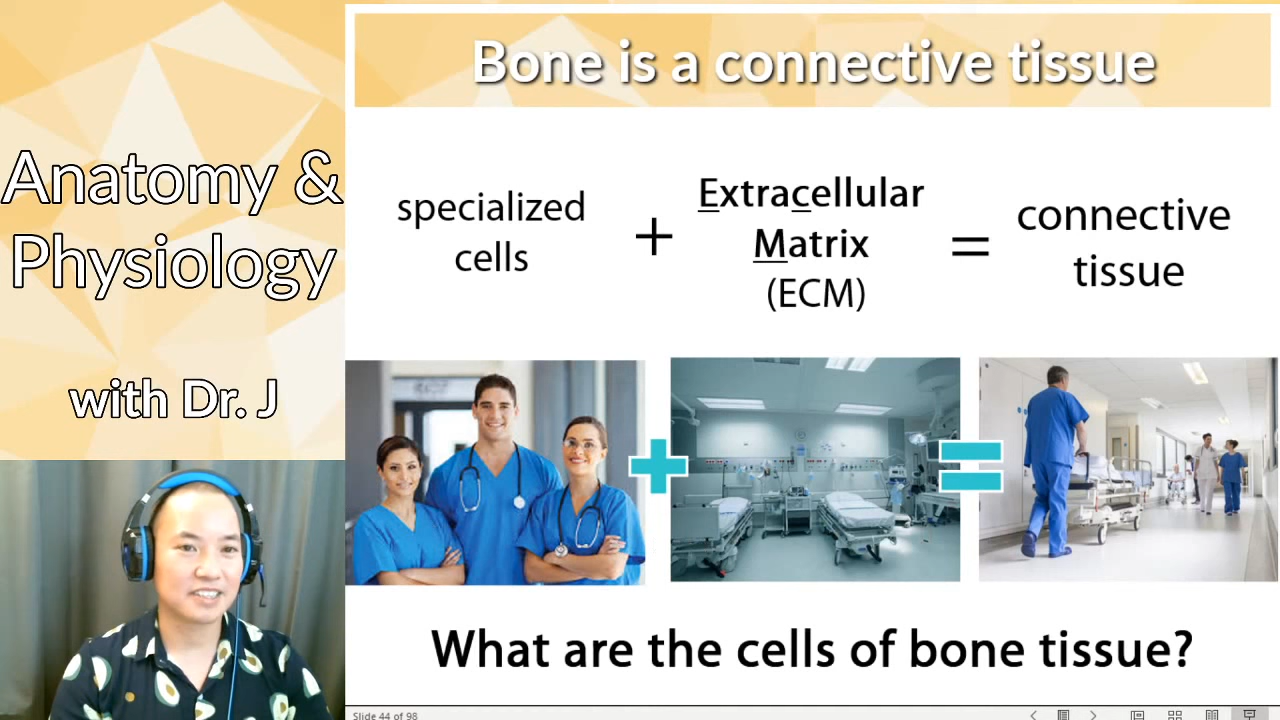 Anatomy &
Physiology
with Dr. J
Bone is a connective tissue
specialized
cells
+
Extracellular
Matrix
(ECM)
=
connective
tissue
What are the cells of bone tissue?
Slide 44 of 98